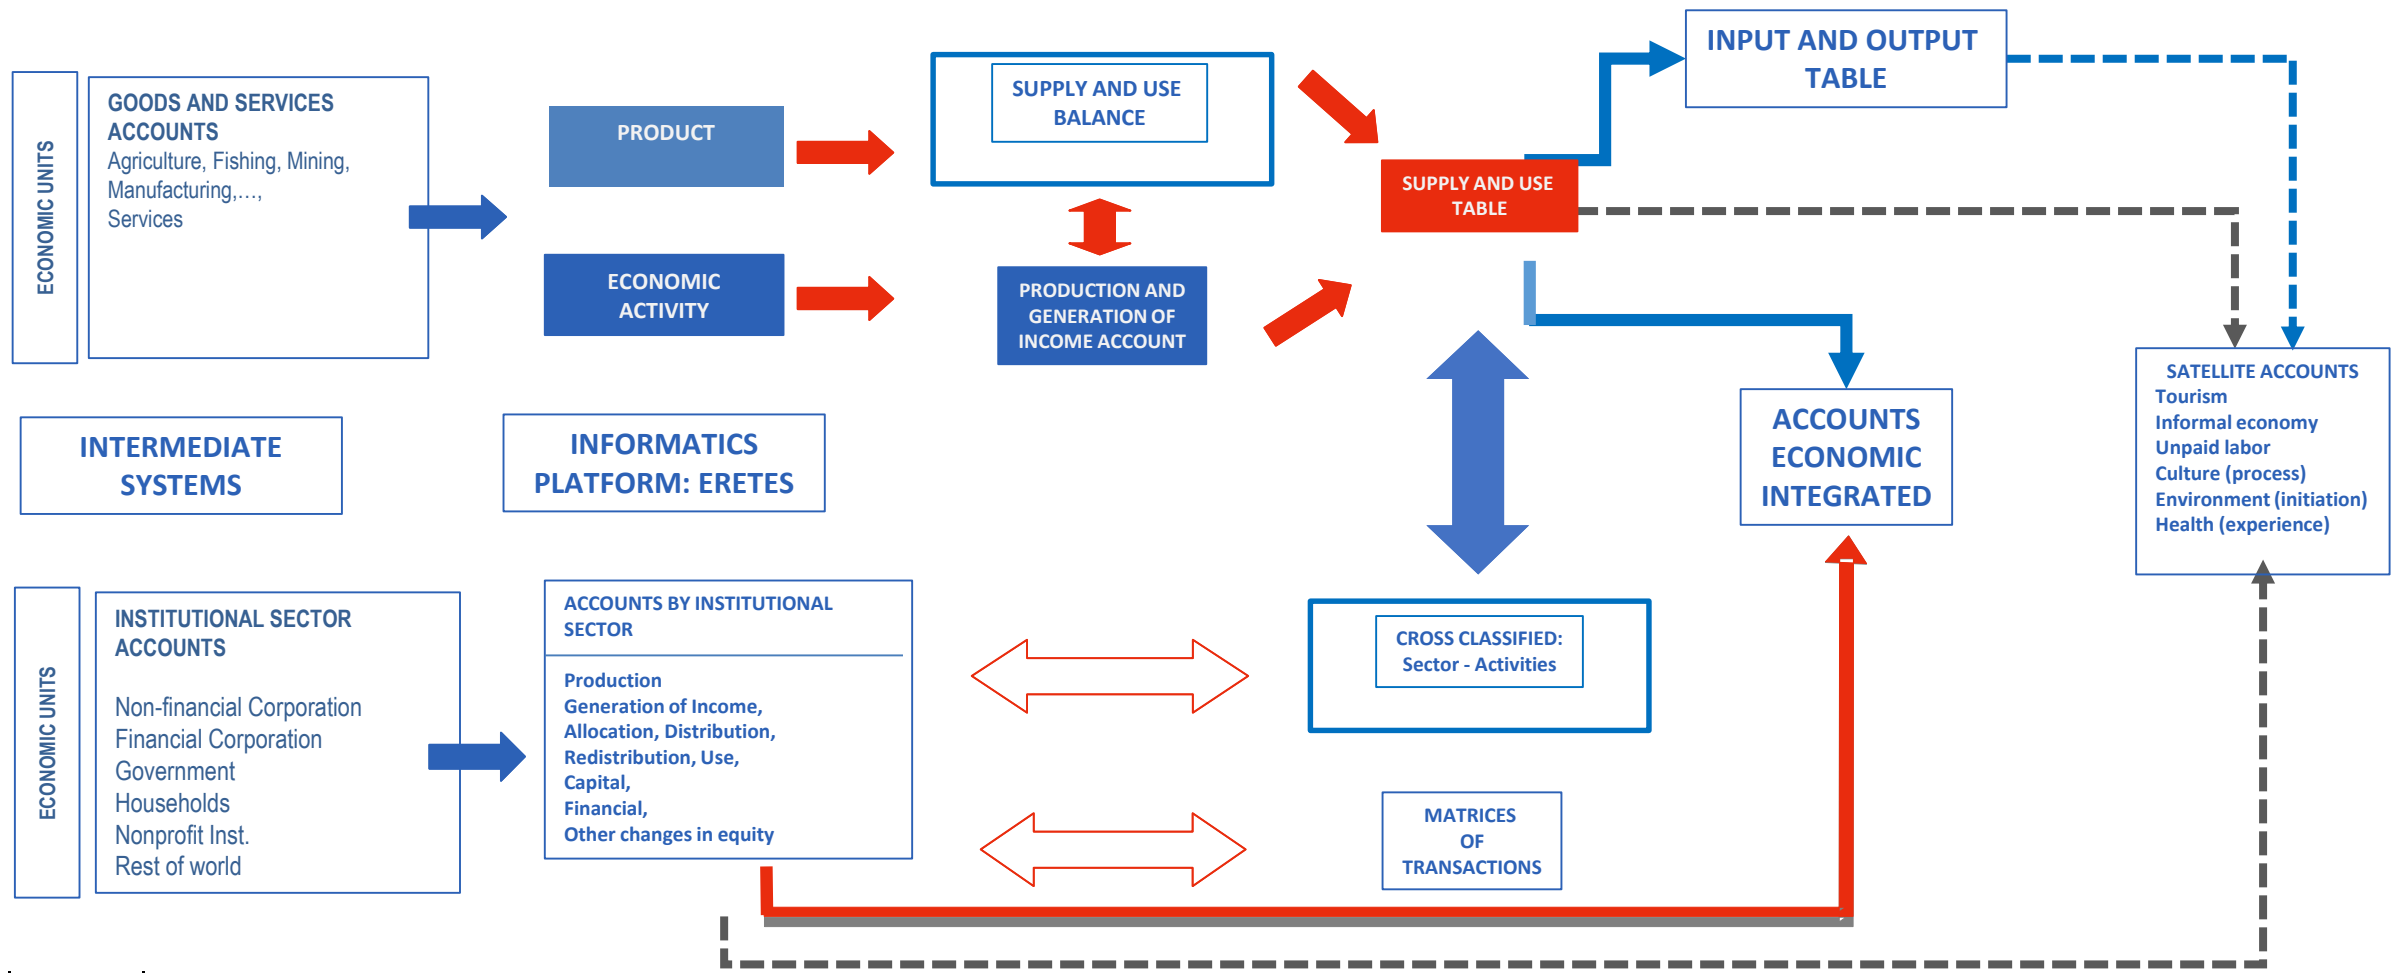 ECONOMIC UNITS
GOODS AND SERVICES
ACCOUNTS
Agriculture, Fishing, Mining,
Manufacturing,…,
Services
PRODUCT
ECONOMIC
ACTIVITY
SUPPLY AND USE
BALANCE
PRODUCTION AND
GENERATION OF
INCOME ACCOUNT
SUPPLY AND USE
TABLE
INPUT AND OUTPUT
TABLE
INTERMEDIATE
SYSTEMS
INFORMATICS
PLATFORM: ERETES
ACCOUNTS
ECONOMIC
INTEGRATED
SATELLITE ACCOUNTS
Tourism
Informal economy
Unpaid labor
Culture (process)
Environment (initiation)
Health (experience)
ECONOMIC UNITS
INSTITUTIONAL SECTOR
ACCOUNTS
Non-financial Corporation
Financial Corporation
Government
Households
Nonprofit Inst.
Rest of world
ACCOUNTS BY INSTITUTIONAL
SECTOR
Production
Generation of Income,
Allocation, Distribution,
Redistribution, Use,
Capital,
Financial,
Other changes in equity
CROSS CLASSIFIED:
Sector - Activities
MATRICES
OF
TRANSACTIONS